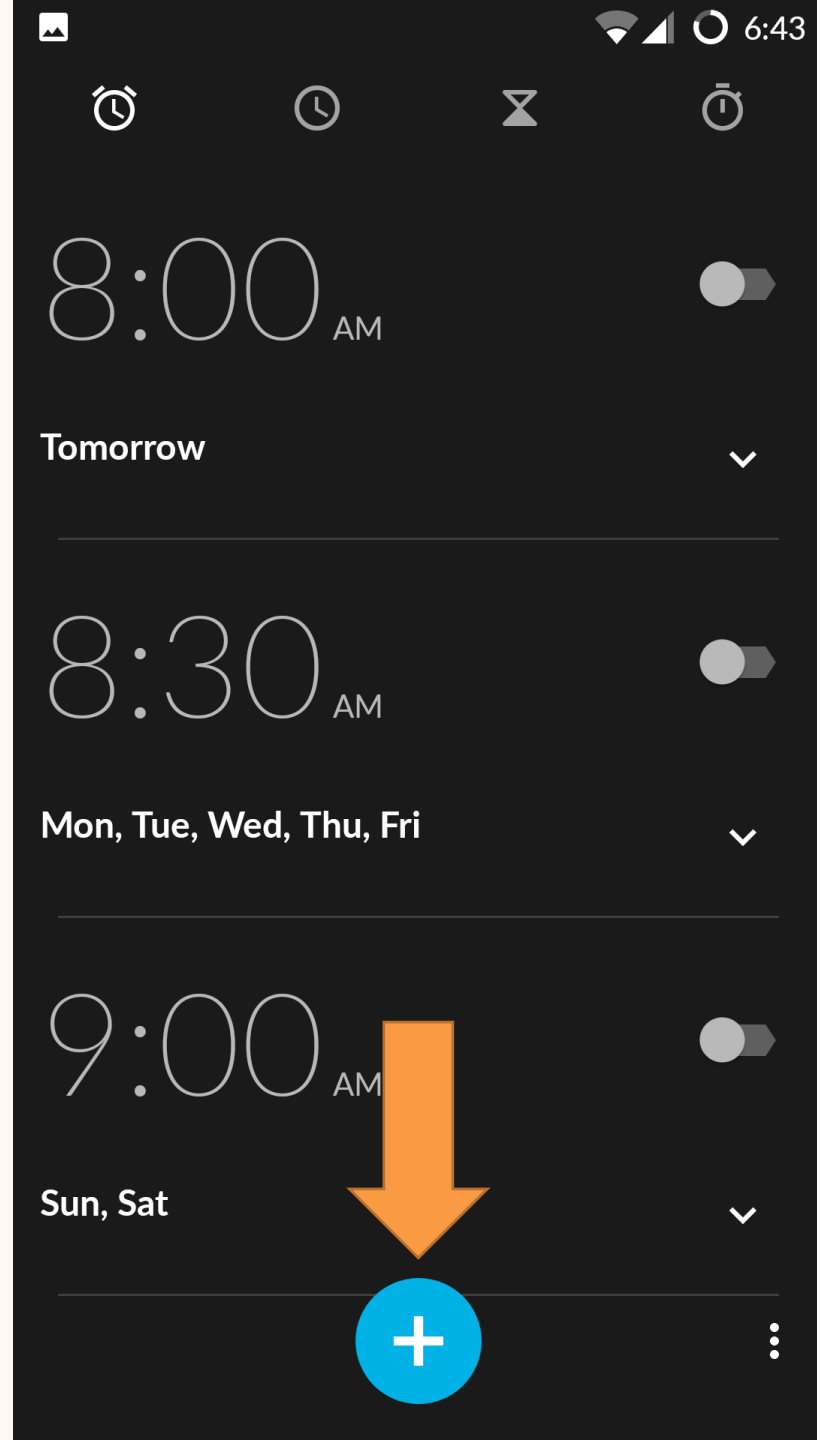 6:43
8:00 AM
Tomorrow
8:30 AM
Mon, Tue, Wed, Thu, Fri
9:00 AM
Sun, Sat